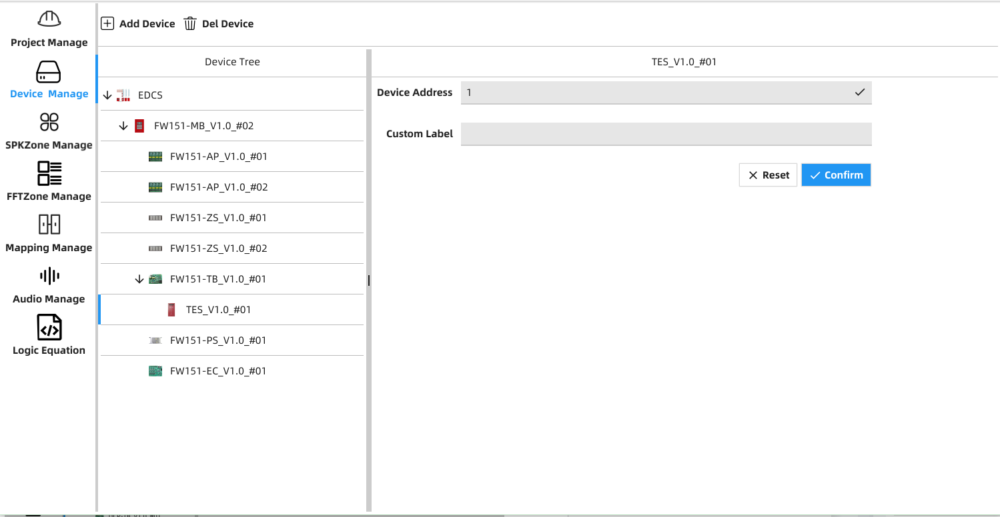 Add Device Del Device
Project Manage
Device Manage
SPKZone Manage
FFTZone Manage
Mapping Manage
Audio Manage
Logic Equation
Device Tree
EDCS
FW151-MB_V1.0_#02
FW151-AP_V1.0_#01
FW151-AP_V1.0_#02
FW151-ZS_V1.0_#01
FW151-ZS_V1.0_#02
FW151-TB_V1.0_#01
TES_V1.0_#01
FW151-PS_V1.0_#01
FW151-EC_V1.0_#01
TES_V1.0_#01
Device Address 1
Custom Label
Reset Confirm